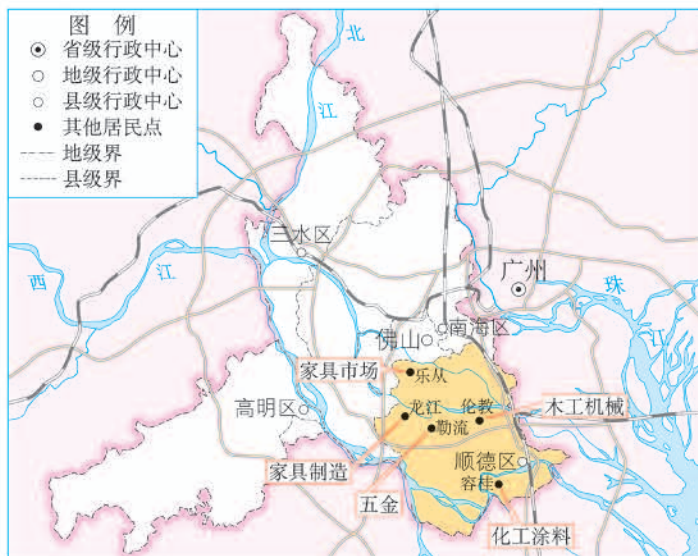 图 例
省级行政中心
地级行政中心
县级行政中心
其他居民点
地级界
县级界
北
江
三水区
西
江
广州
珠
江
南海区
佛山
家具市场
乐从
高明区
龙江
伦教
木工机械
勒流
家具制造
顺德区
五金
容桂
化工涂料